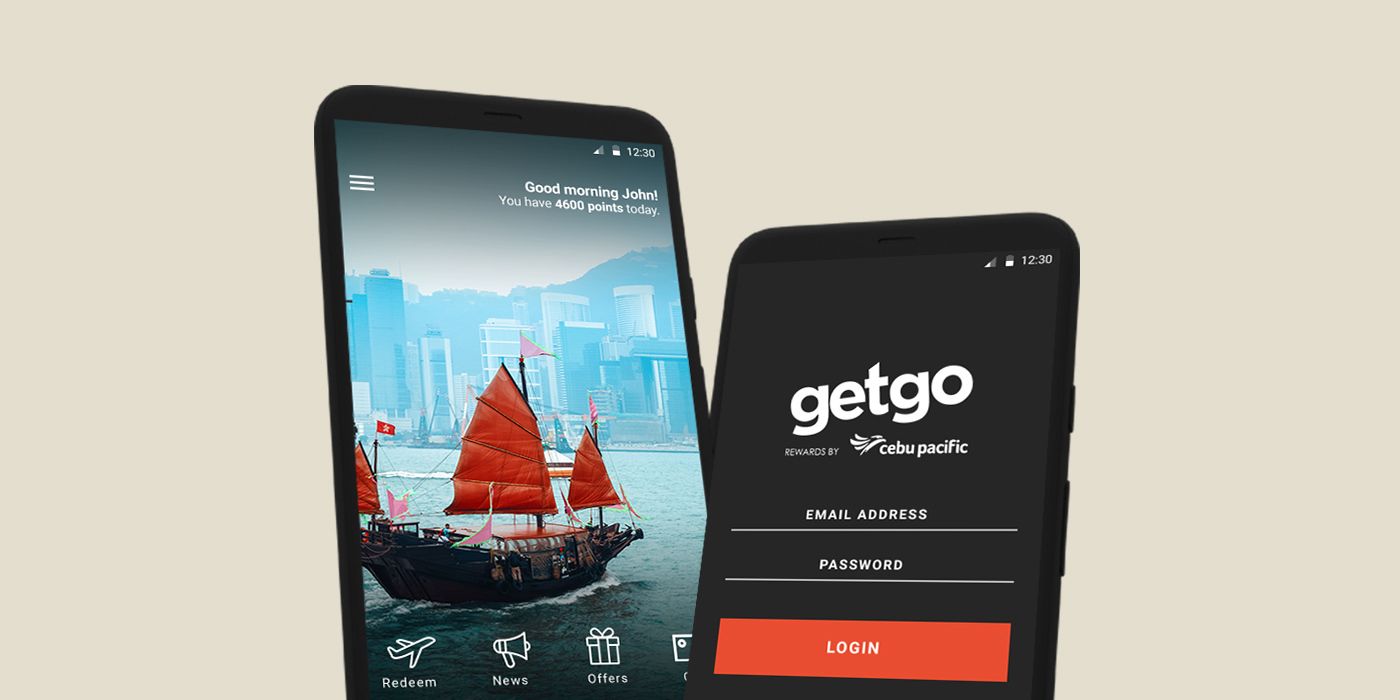 12:30
Good morning John!
You have 4600 points today.
Redeem
News
Offers
12:30
getgo
REWARDS BY cebu pacific
EMAIL ADDRESS
PASSWORD
LOGIN